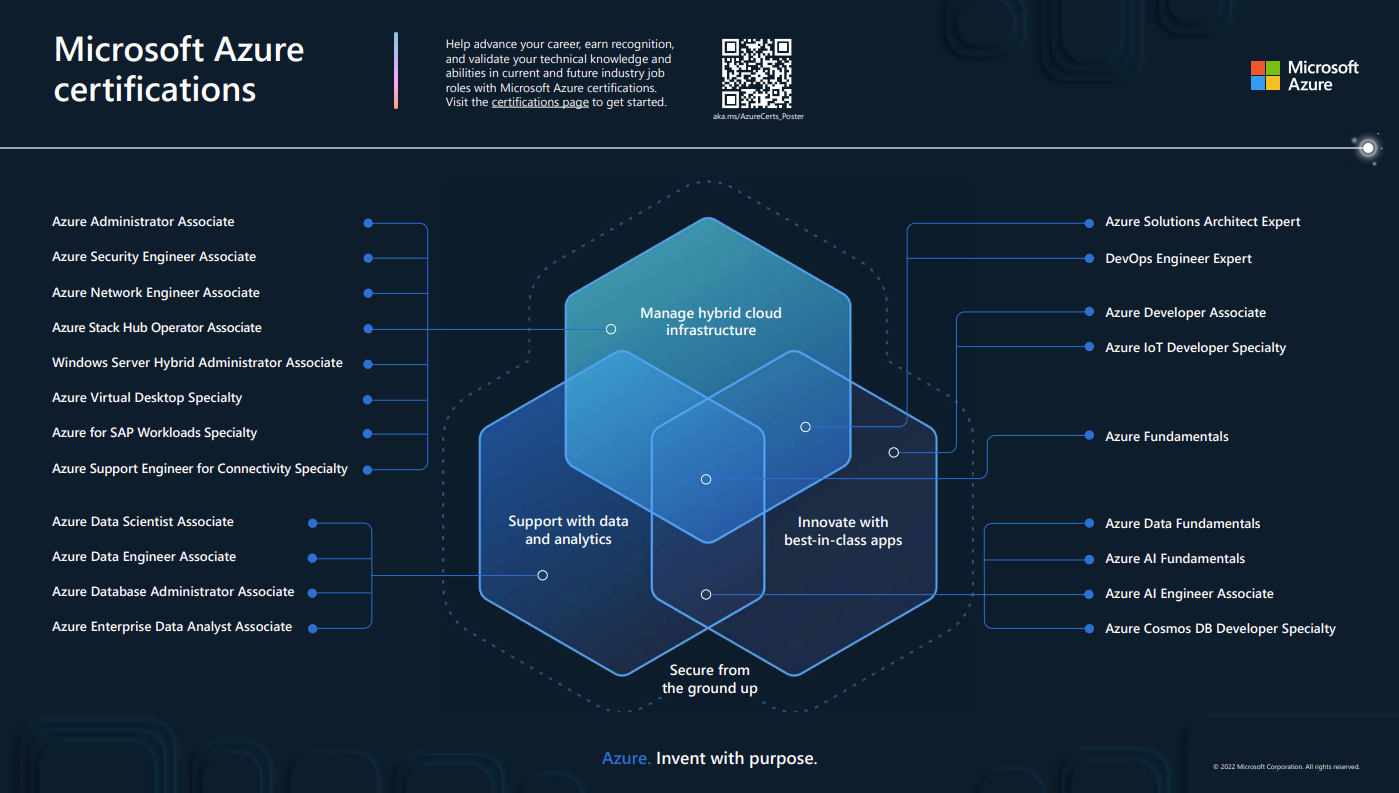 Microsoft Azure
certifications
Help advance your career, earn recognition,
and validate your technical knowledge and
abilities in current and future industry job
roles with Microsoft Azure certifications.
Visit the certifications page to get started.
aka.ms/AzureCerts_Poster
Microsoft
Azure
Azure Administrator Associate
Azure Security Engineer Associate
Azure Network Engineer Associate
Azure Stack Hub Operator Associate
Windows Server Hybrid Administrator Associate
Azure Virtual Desktop Specialty
Azure for SAP Workloads Specialty
Azure Support Engineer for Connectivity Specialty
Azure Data Scientist Associate
Azure Data Engineer Associate
Azure Database Administrator Associate
Azure Enterprise Data Analyst Associate
Manage hybrid cloud
infrastructure
Support with data
and analytics
Innovate with
best-in-class apps
Secure from
the ground up
Azure Solutions Architect Expert
DevOps Engineer Expert
Azure Developer Associate
Azure IoT Developer Specialty
Azure Fundamentals
Azure Data Fundamentals
Azure AI Fundamentals
Azure AI Engineer Associate
Azure Cosmos DB Developer Specialty
Azure. Invent with purpose.
© 2022 Microsoft Corporation. All rights reserved.